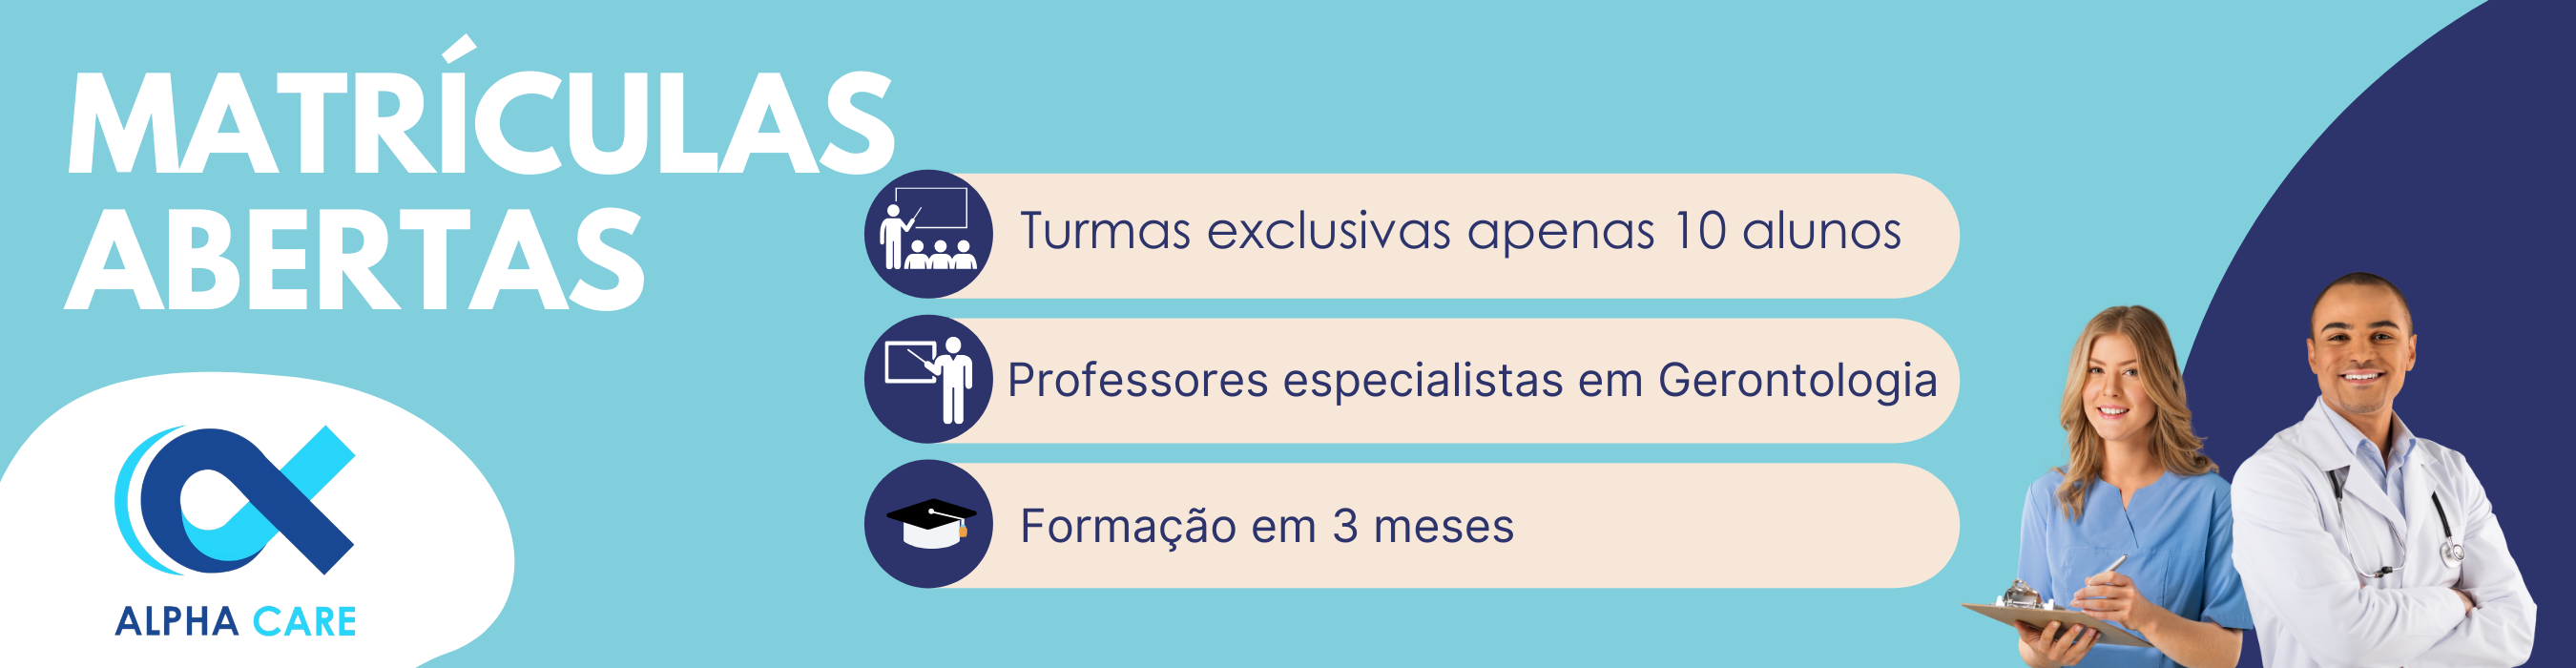 MATRÍCULAS
ABERTAS
Turmas exclusivas apenas 10 alunos
Professores especialistas em Gerontologia
Formação em 3 meses
ALPHA CARE